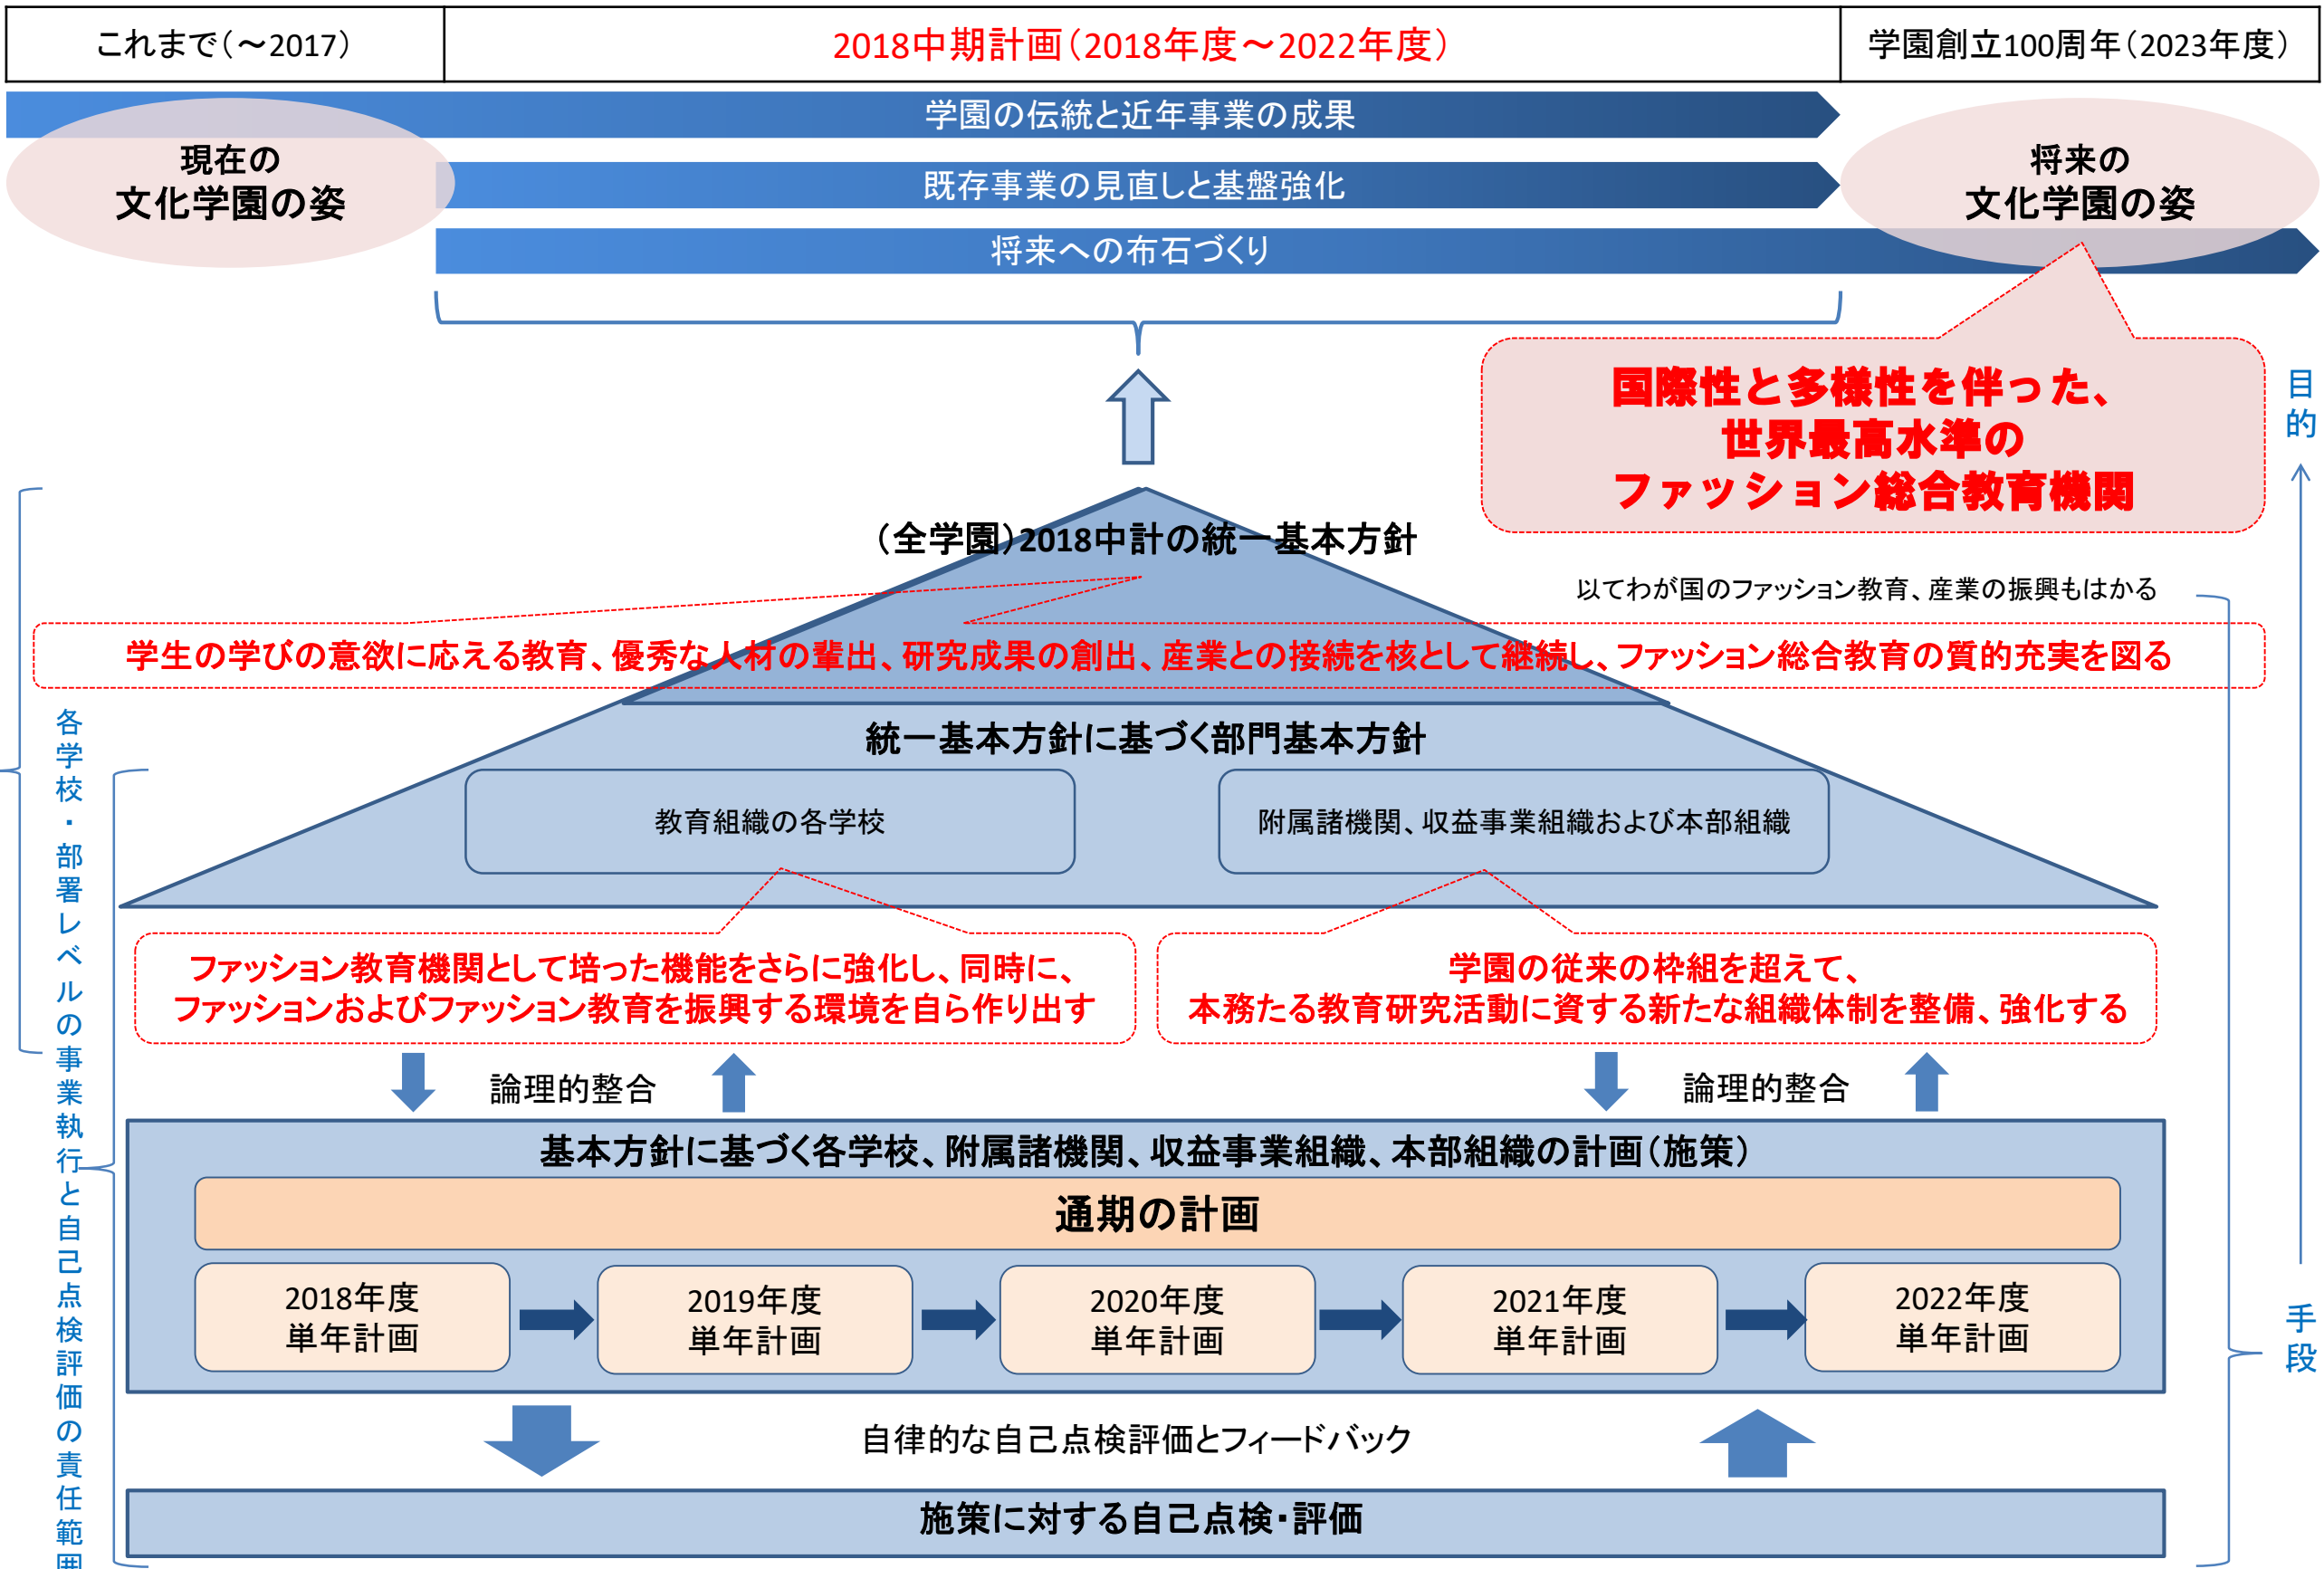 これまで(～2017)
2018中期計画(2018年度～2022年度)
学園創立100周年(2023年度)
学園の伝統と近年事業の成果
現在の
文化学園の姿
既存事業の見直しと基盤強化
将来の
文化学園の姿
将来への布石づくり
国際性と多様性を伴った、
世界最高水準の
ファッション総合教育機関
目的
(全学園)2018中計の統一基本方針
以てわが国のファッション教育、産業の振興もはかる
学生の学びの意欲に応える教育、優秀な人材の輩出、研究成果の創出、産業との接続を核として継続し、ファッション総合教育の質的充実を図る
統一基本方針に基づく部門基本方針
教育組織の各学校
附属諸機関、収益事業組織および本部組織
ファッション教育機関として培った機能をさらに強化し、同時に、
ファッションおよびファッション教育を振興する環境を自ら作り出す
学園の従来の枠組を超えて、
本務たる教育研究活動に資する新たな組織体制を整備、強化する
各学校・部署レベルの事業執行と自己点検評価の責任範囲
論理的整合
論理的整合
基本方針に基づく各学校、附属諸機関、収益事業組織、本部組織の計画(施策)
通期の計画
2018年度
単年計画
2019年度
単年計画
2020年度
単年計画
2021年度
単年計画
2022年度
単年計画
手段
自律的な自己点検評価とフィードバック
施策に対する自己点検・評価